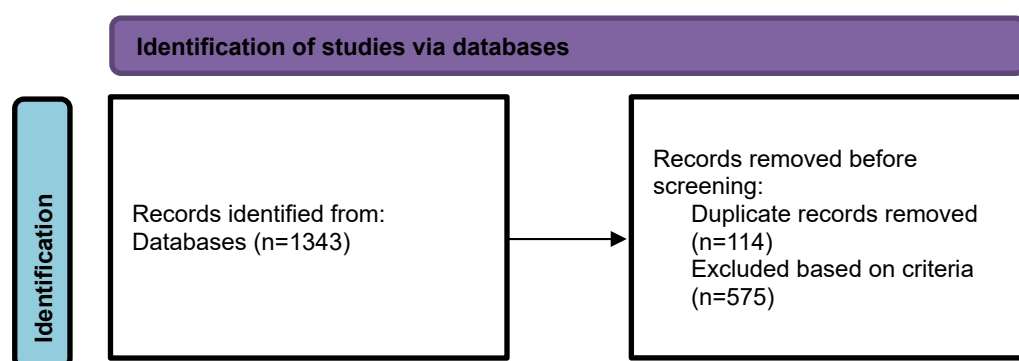 Identification of studies via databases
Identification
Records identified from:
Databases (n=1343)
Records removed before
screening:
Duplicate records removed
(n=114)
Excluded based on criteria
(n=575)